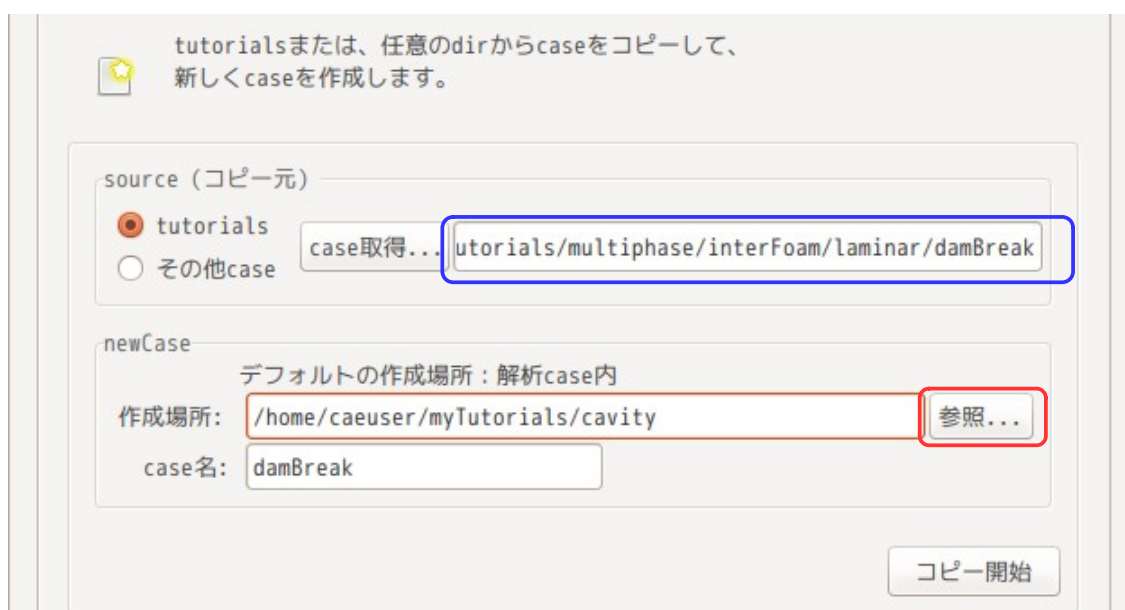 tutorialsまたは、任意のdirからcaseをコピーして、
新しくcaseを作成します。
source (コピー元)
tutorials
その他case
case取得...
utorials/multiphase/interFoam/laminar/damBreak
newCase
デフォルトの作成場所：解析case内
作成場所: /home/caeuser/myTutorials/cavity 参照...
case名: damBreak
コピー開始